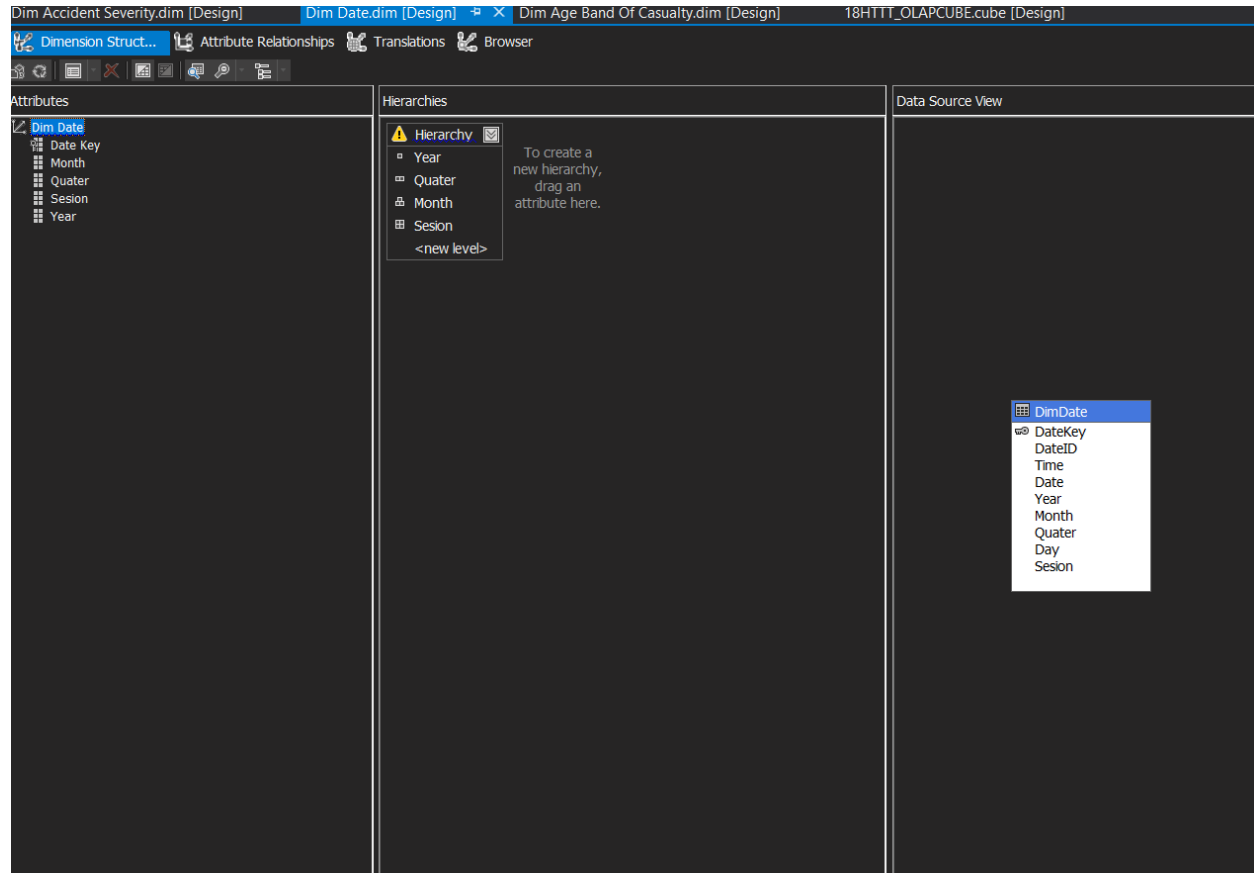 Dim Accident Severity.dim [Design] Dim Date.dim [Design] Dim Age Band Of Casualty.dim [Design] 18HTTT_OLAPCUBE.cube [Design]
Dimension Struct... Attribute Relationships Translations Browser
Attributes
Dim Date
Date Key
Month
Quater
Sesion
Year
Hierarchies
Hierarchy
Year
Quater
Month
Sesion
<new level>
To create a
new hierarchy,
drag an
attribute here.
Data Source View
DimDate
DateKey
DateID
Time
Date
Year
Month
Quater
Day
Sesion